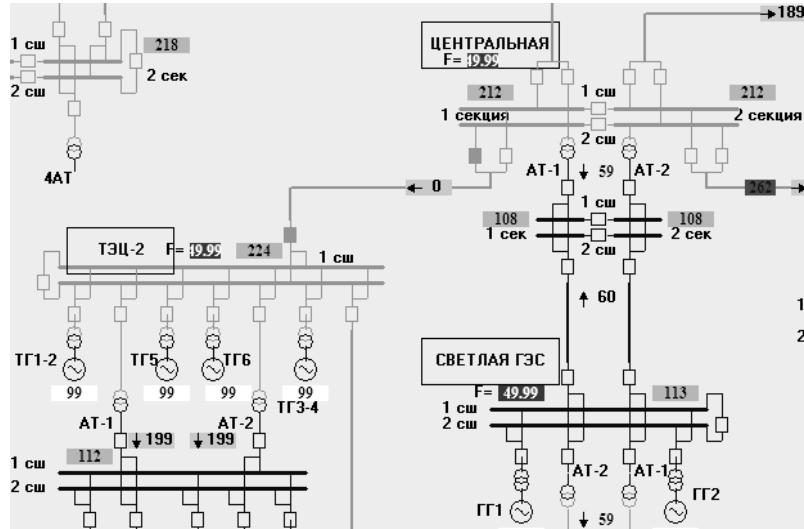 189
1 сш
218
ЦЕНТРАЛЬНАЯ
F= 49.99
2 сек
2 сш
212
1 сш
212
1 секция
2 секция
2 сш
4АТ
АТ-1
59
АТ-2
0
262
1 сш
108
108
1 сек
2 сек
2 сш
ТЭЦ-2
F= 49.99
224
1 сш
60
1
2
ТГ1-2
ТГ5
ТГ6
СВЕТЛАЯ ГЭС
99
99
99
99
F= 49.99
113
ТГ3-4
1 сш
АТ-1
АТ-2
2 сш
199
199
112
1 сш
АТ-2
АТ-1
2 сш
ГГ1
59
ГГ2